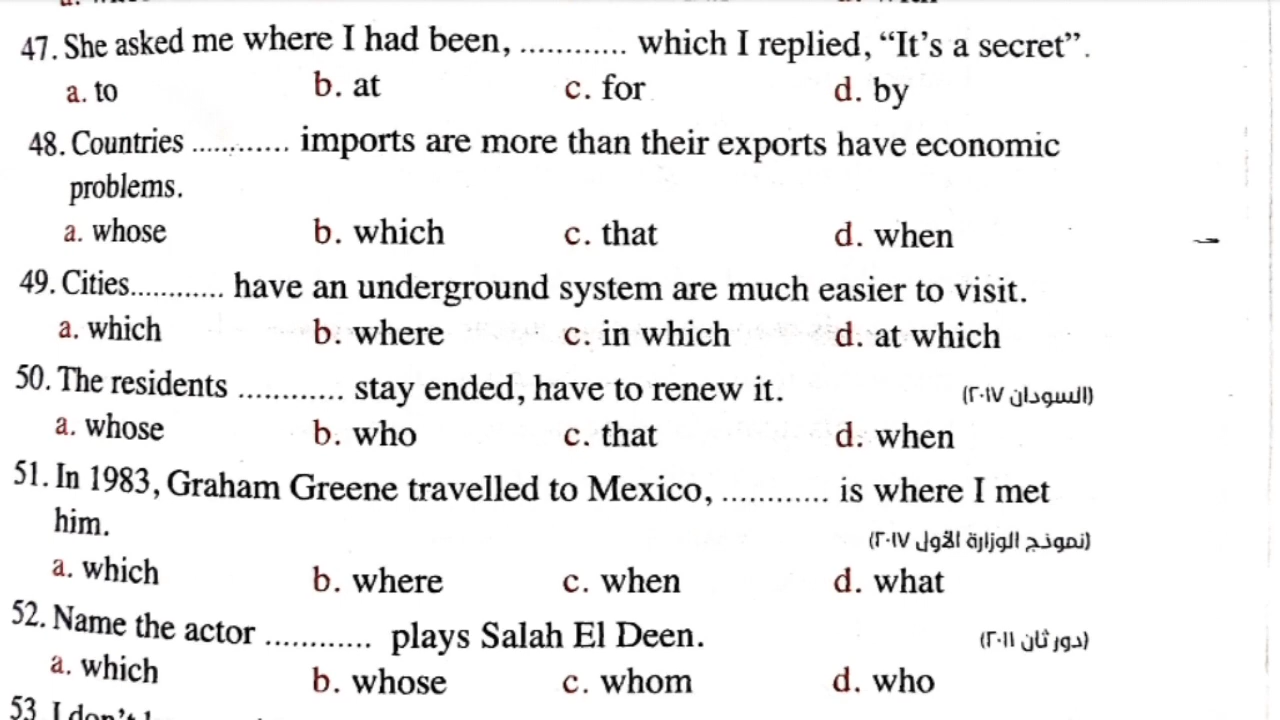 47. She asked me where I had been, ............ which I replied, “It’s a secret”.
a. to b. at c. for d. by
48. Countries ............ imports are more than their exports have economic
problems.
a. whose b. which c. that d. when
49. Cities............ have an underground system are much easier to visit.
a. which b. where c. in which d. at which
50. The residents ............ stay ended, have to renew it. (السودان ٢٠١٧)
a. whose b. who c. that d. when
51. In 1983, Graham Greene travelled to Mexico, ............ is where I met
him. (نموذج الوزارة الأول ٢٠١٧)
a. which b. where c. when d. what
52. Name the actor ............ plays Salah El Deen. (دور ثان ٢٠١١)
a. which b. whose c. whom d. who
53. I don’t